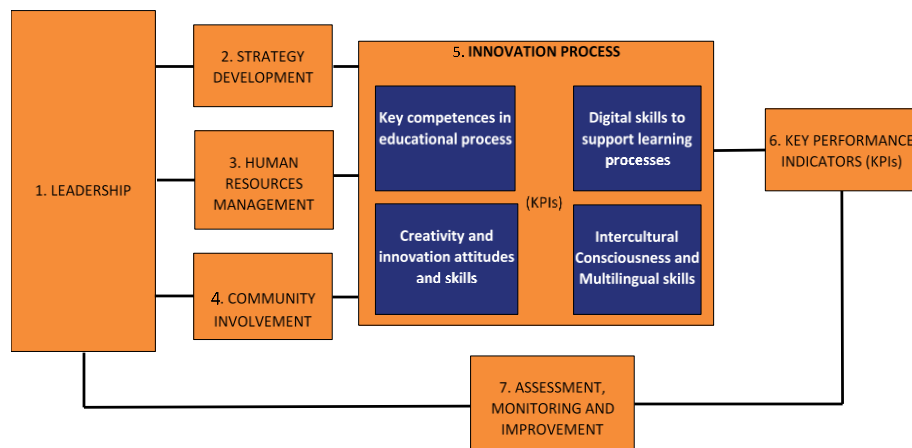 1. LEADERSHIP
2. STRATEGY
DEVELOPMENT
3. HUMAN
RESOURCES
MANAGEMENT
4. COMMUNITY
INVOLVEMENT
5. INNOVATION PROCESS
Key competences in
educational process
Digital skills to
support learning
processes
(KPIs)
Creativity and
innovation attitudes
and skills
Intercultural
Consciousness and
Multilingual skills
6. KEY PERFORMANCE
INDICATORS (KPIs)
7. ASSESSMENT,
MONITORING AND
IMPROVEMENT